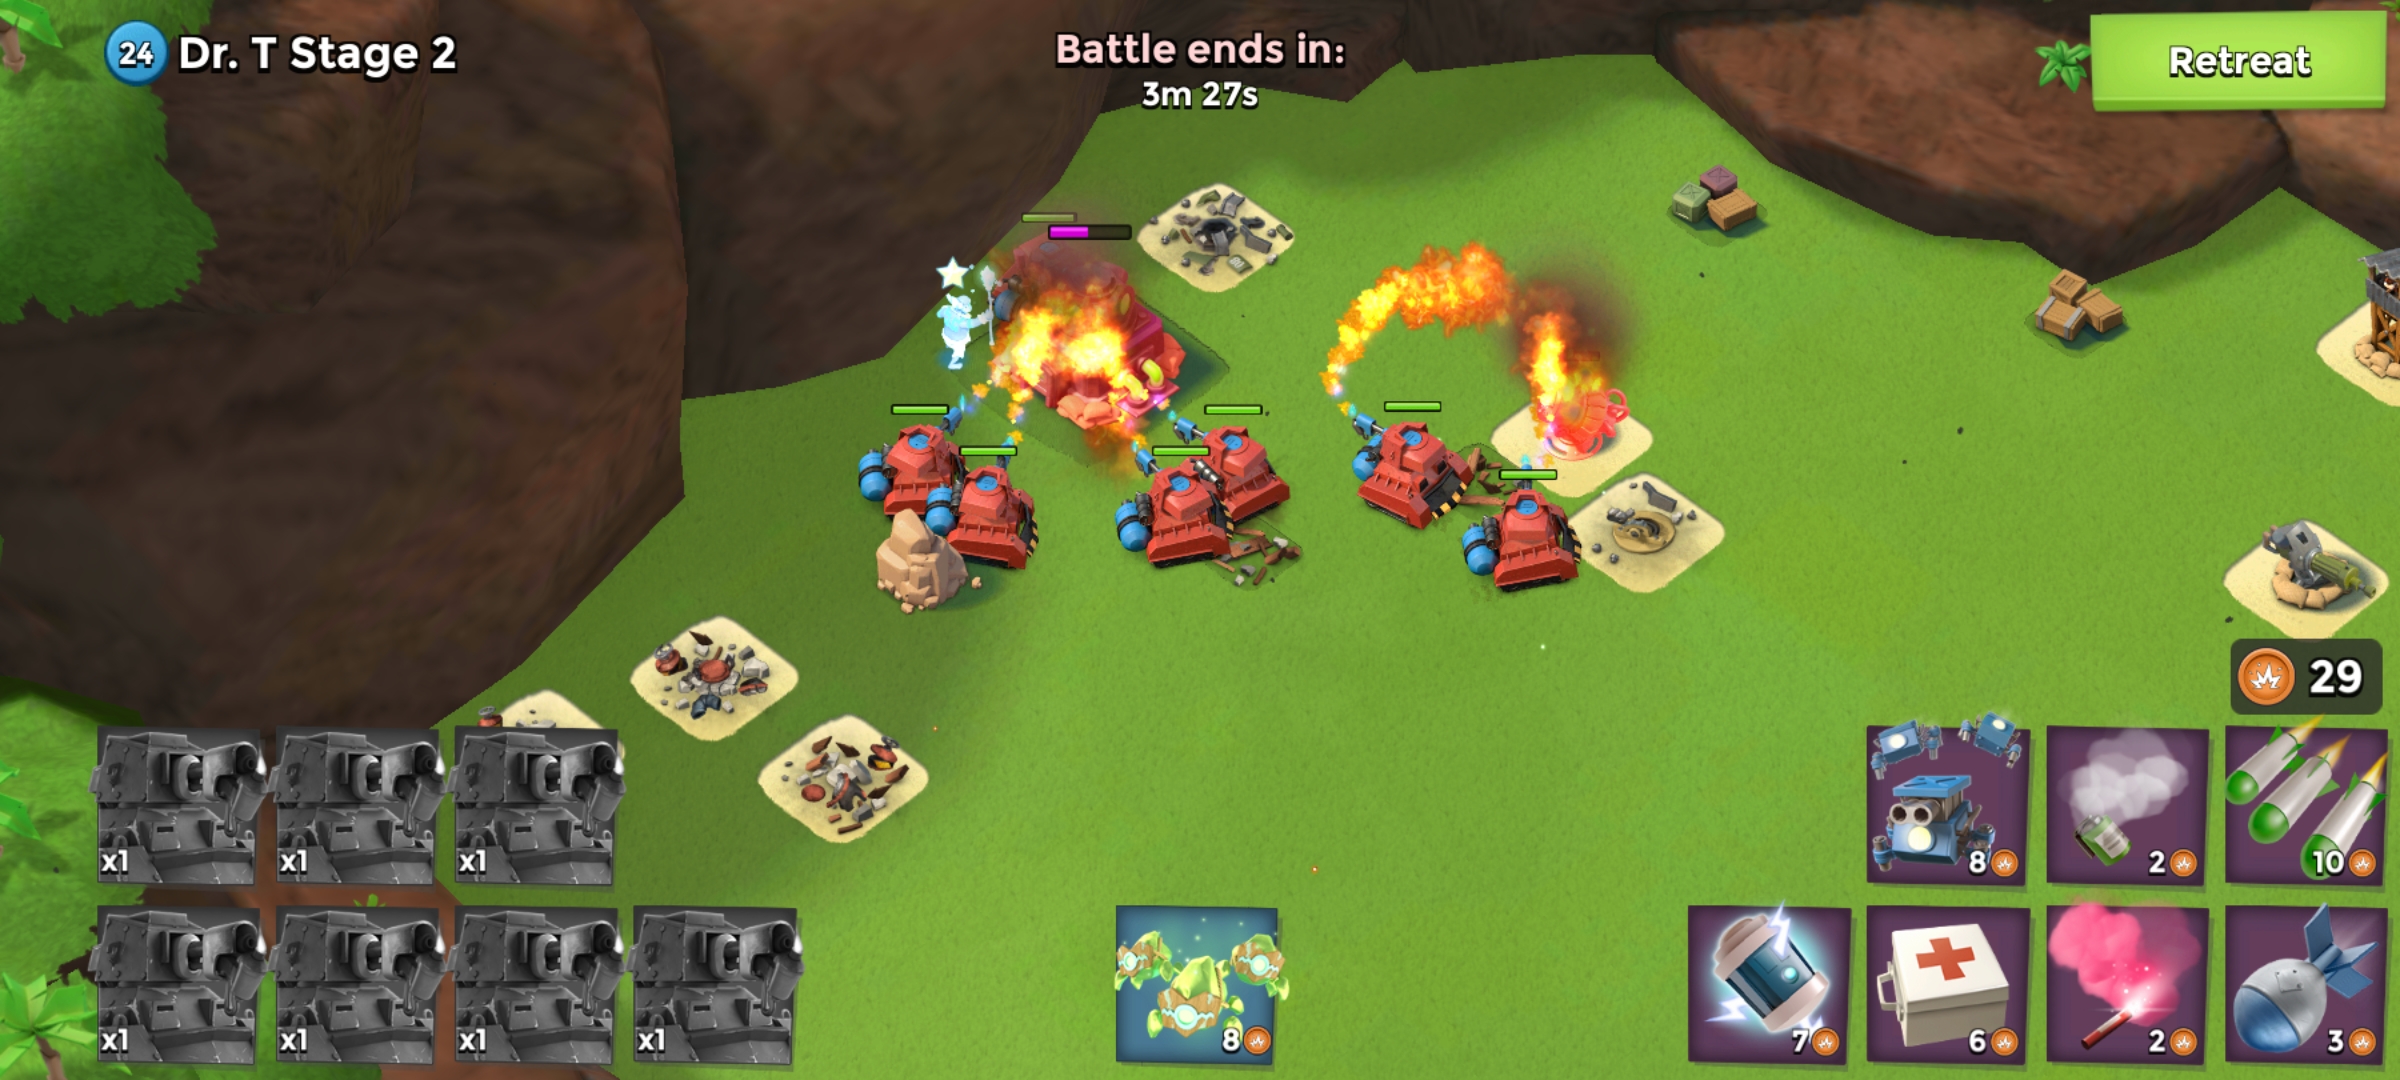 24 Dr. T Stage 2
Battle ends in:
3m 27s
Retreat
29
x1 x1 x1
8 2 10
x1 x1 x1 x1
8
7 6 2 3